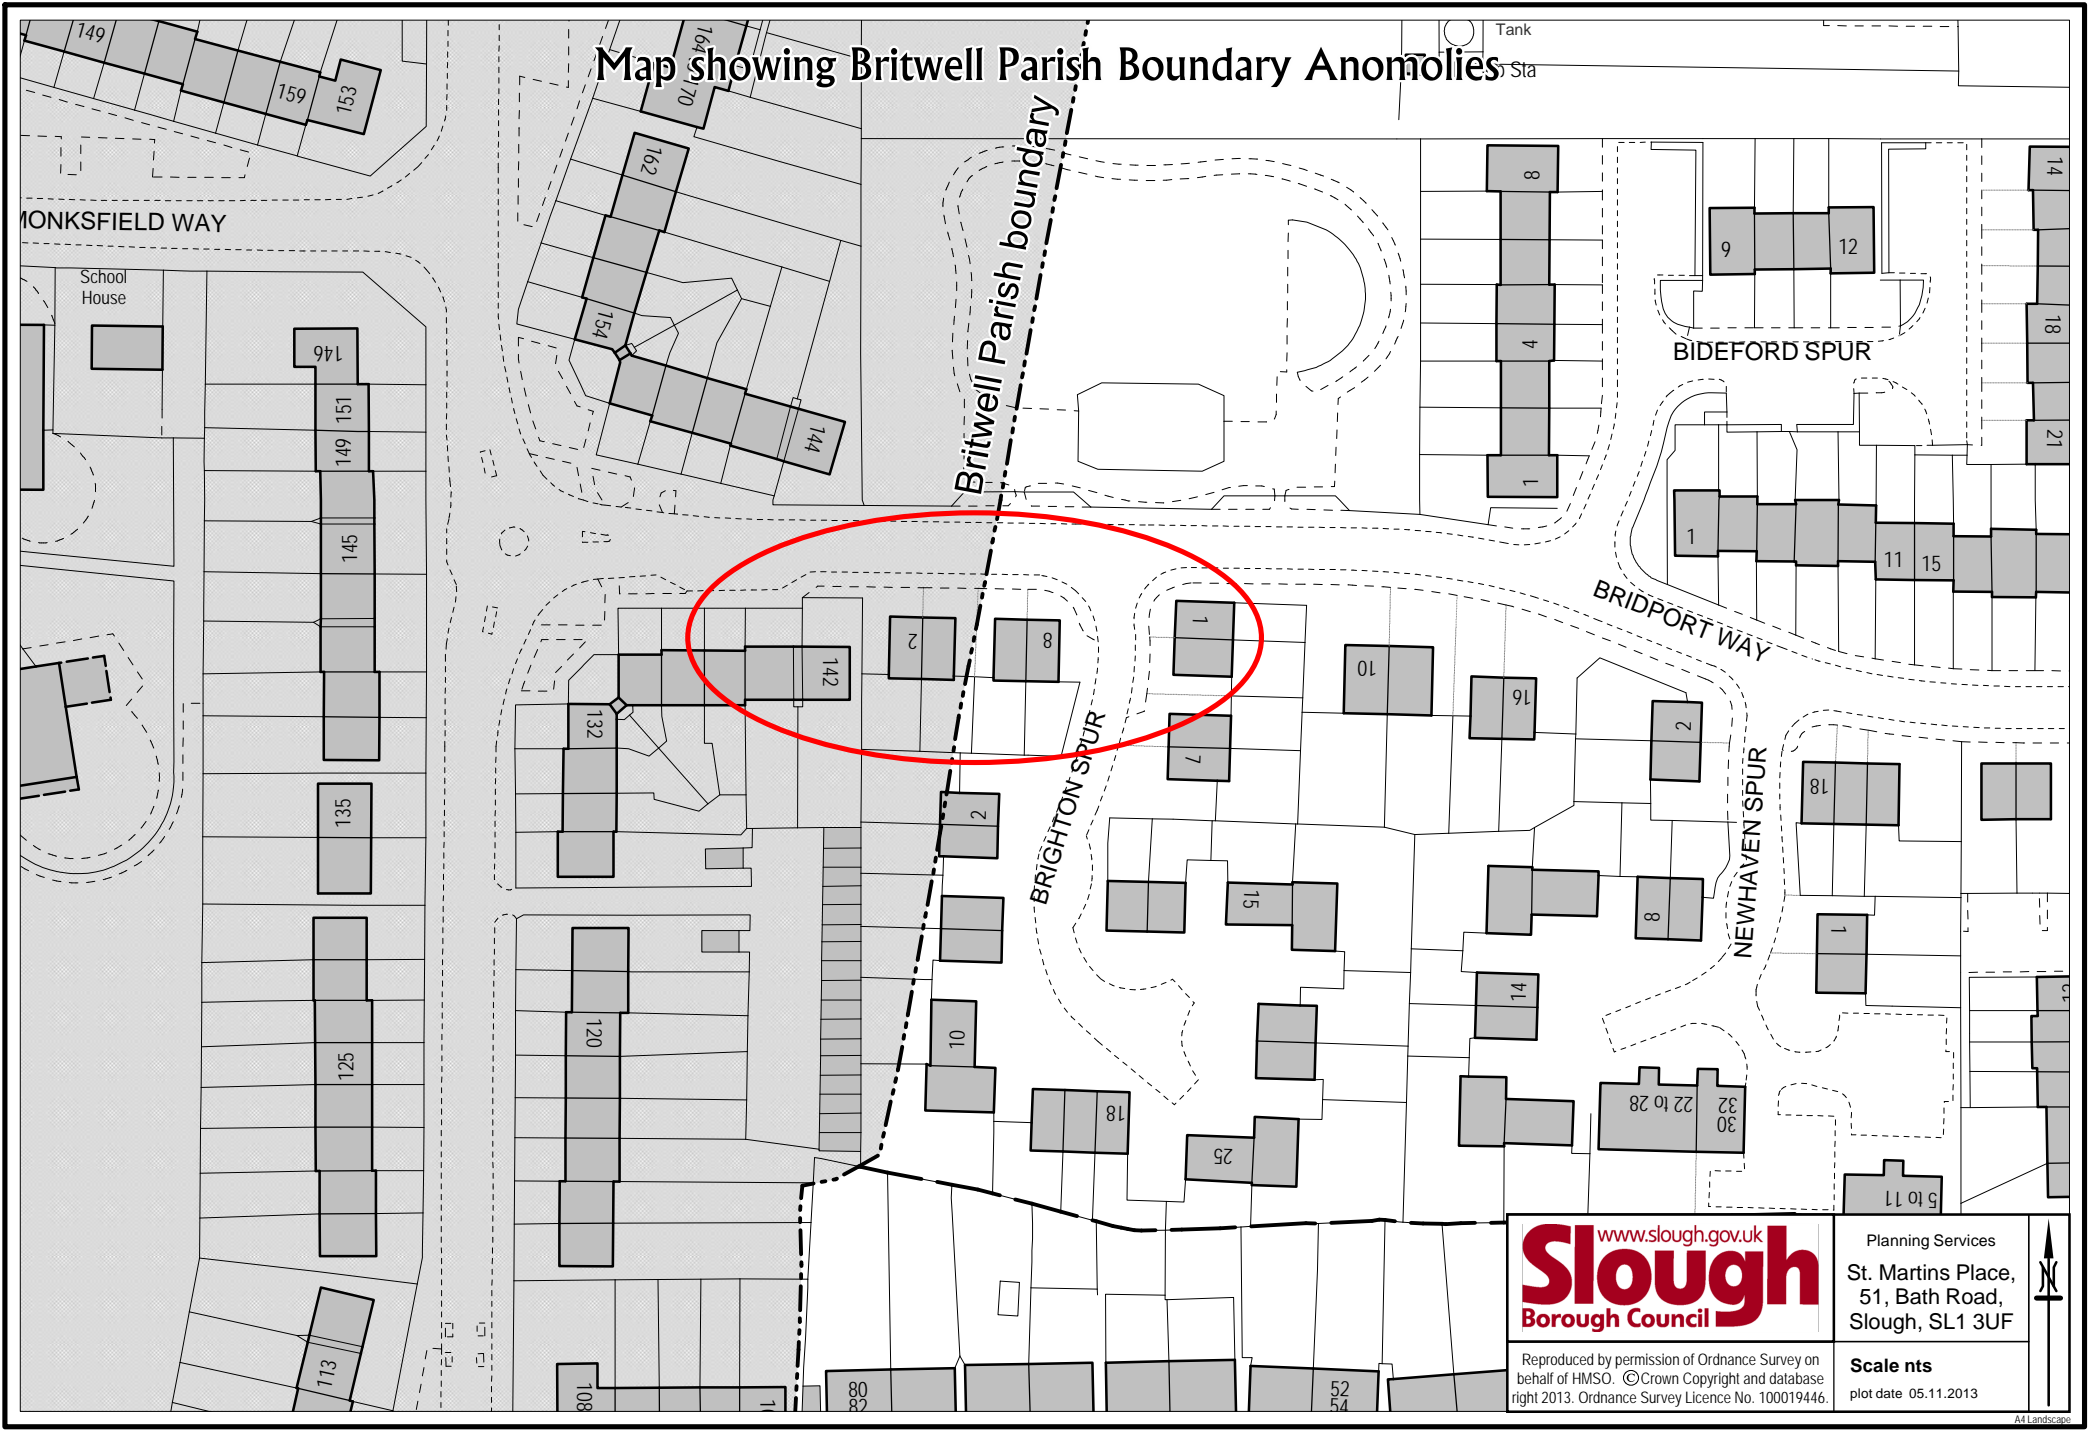 Map showing Britwell Parish Boundary Anomolies
Tank
Sta
149
159
153
170
162
154
144
MONKSFIELD WAY
School
House
146
151
149
145
135
125
113
Britwell Parish boundary
8
4
1
9
12
BIDEFORD SPUR
14
18
21
1
11
15
BRIDPORT WAY
2
8
1
7
142
132
10
16
2
18
2
BRIGHTON SPUR
NEWHAVEN SPUR
15
8
1
14
10
120
18
25
22 to 28
32
30
5 to 11
108
80
82
52
54
www.slough.gov.uk
Slough
Borough Council
Planning Services
St. Martins Place,
51, Bath Road,
Slough, SL1 3UF
N
Reproduced by permission of Ordnance Survey on
behalf of HMSO. ©Crown Copyright and database
right 2013. Ordnance Survey Licence No. 100019446.
Scale nts
plot date 05.11.2013
A4 Landscape